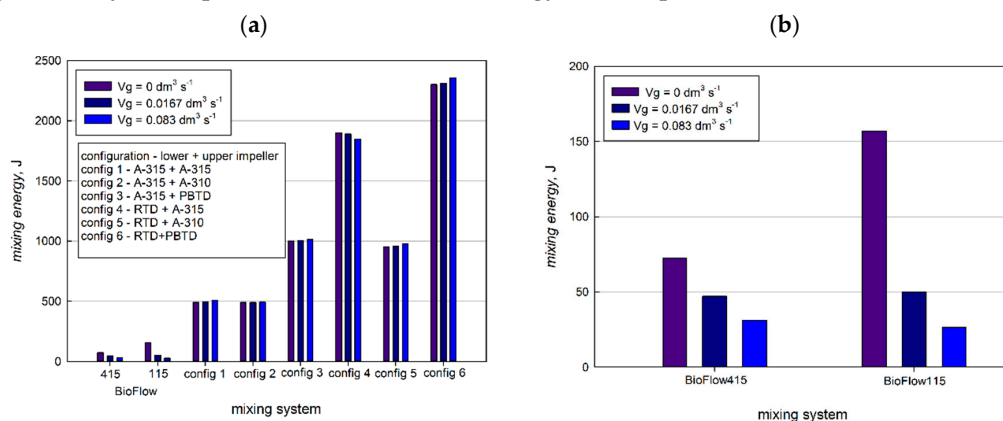 (a)
2500
2000
1500
1000
500
0
mixing energy, J
Vg = 0 dm³ s⁻¹
Vg = 0.0167 dm³ s⁻¹
Vg = 0.083 dm³ s⁻¹
configuration - lower + upper impeller
config 1 - A-315 + A-315
config 2 - A-315 + A-310
config 3 - A-315 + PBTD
config 4 - RTD + A-315
config 5 - RTD + A-310
config 6 - RTD+PBTD
415 115 config 1 config 2 config 3 config 4 config 5 config 6
BioFlow
mixing system
(b)
200
150
100
50
0
mixing energy, J
Vg = 0 dm³ s⁻¹
Vg = 0.0167 dm³ s⁻¹
Vg = 0.083 dm³ s⁻¹
BioFlow415 BioFlow115
mixing system